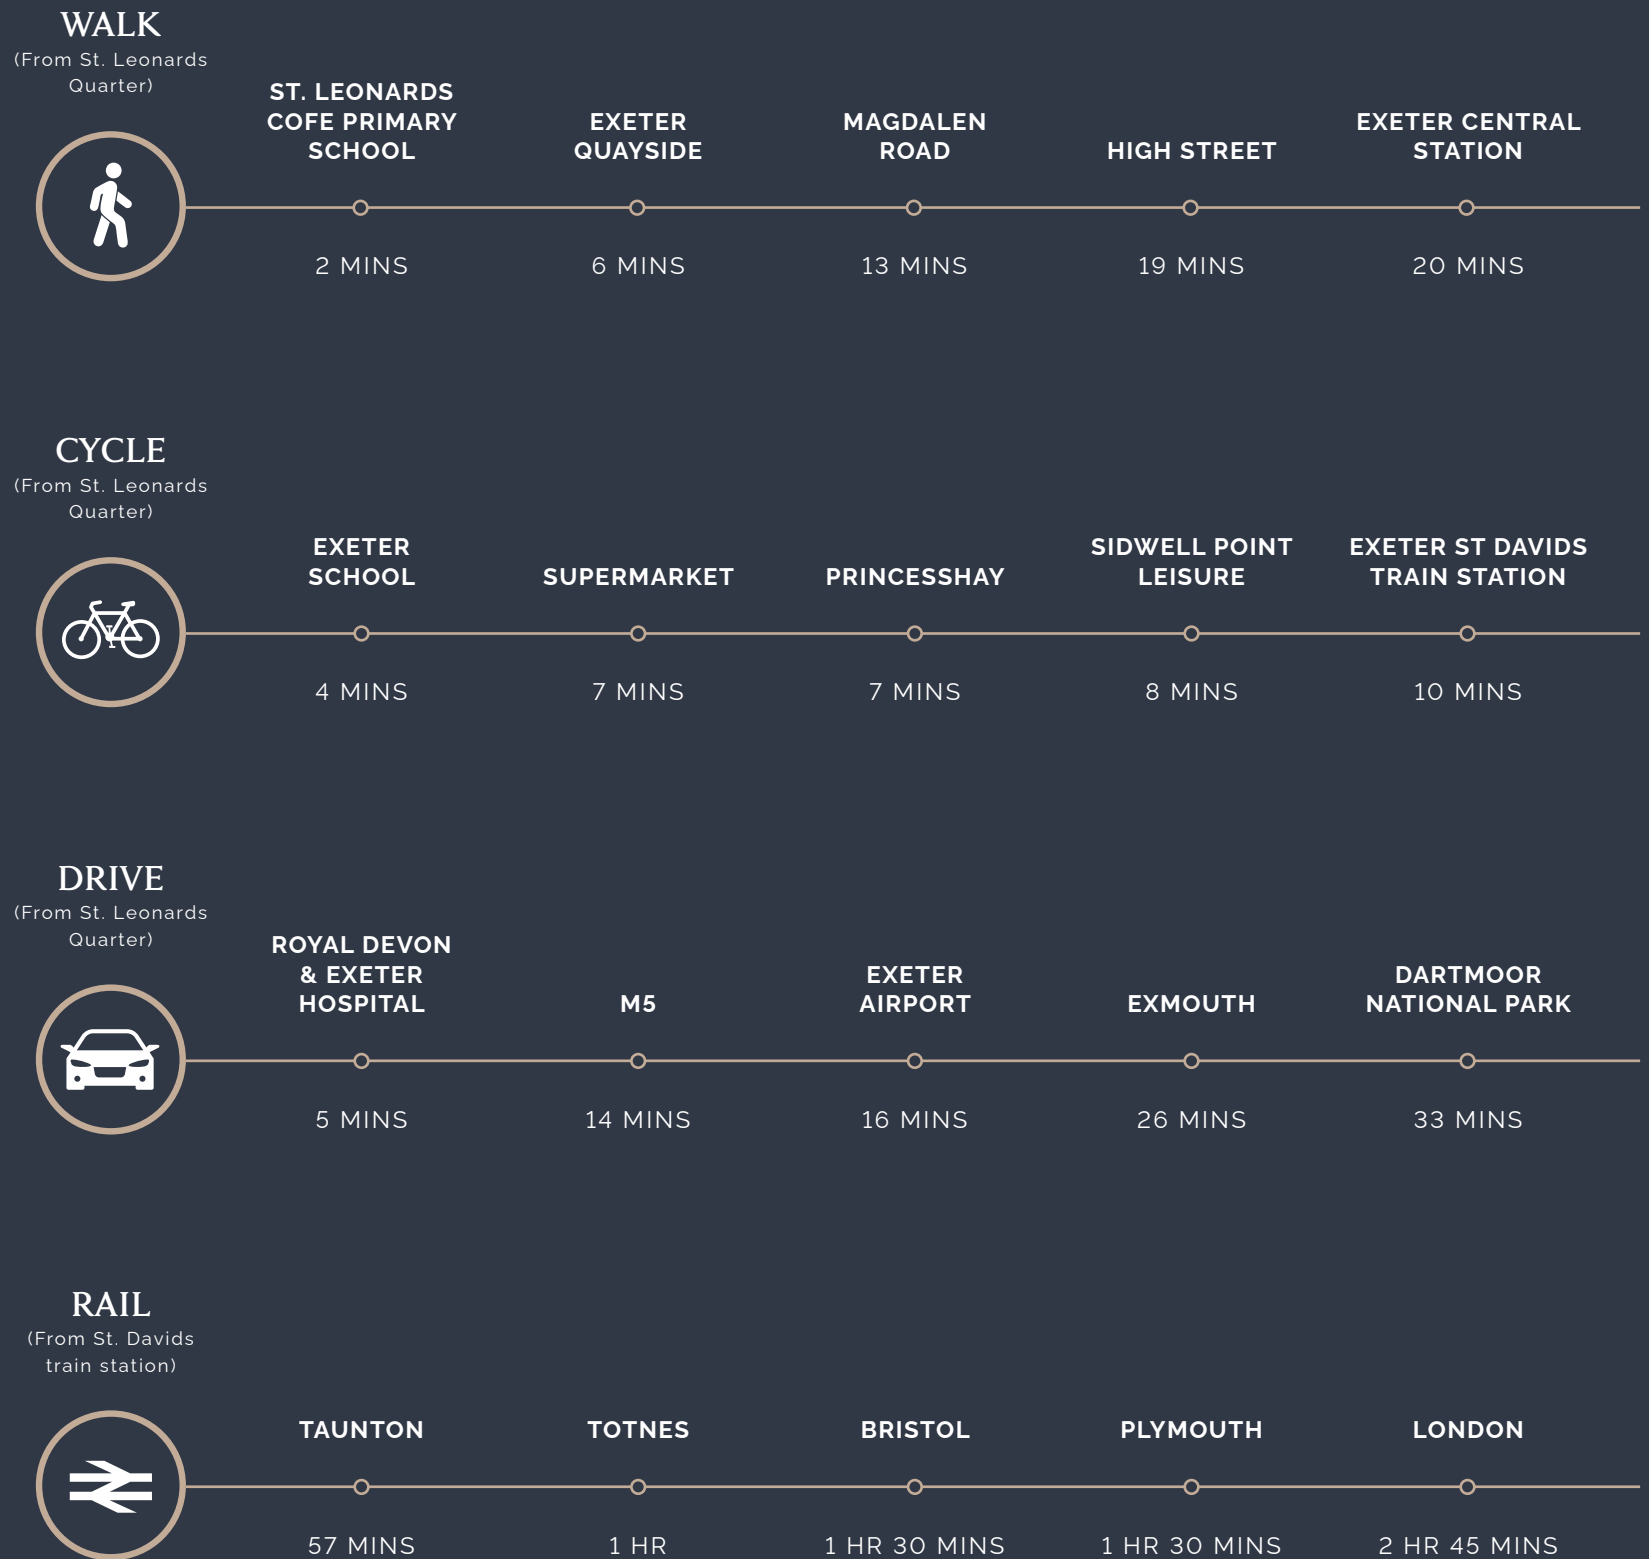 WALK
(From St. Leonards
Quarter)
ST. LEONARDS
COFE PRIMARY
SCHOOL
EXETER
QUAYSIDE
MAGDALEN
ROAD
HIGH STREET
EXETER CENTRAL
STATION
2 MINS
6 MINS
13 MINS
19 MINS
20 MINS
CYCLE
(From St. Leonards
Quarter)
EXETER
SCHOOL
SUPERMARKET
PRINCESSHAY
SIDWELL POINT
LEISURE
EXETER ST DAVIDS
TRAIN STATION
4 MINS
7 MINS
7 MINS
8 MINS
10 MINS
DRIVE
(From St. Leonards
Quarter)
ROYAL DEVON
& EXETER
HOSPITAL
M5
EXETER
AIRPORT
EXMOUTH
DARTMOOR
NATIONAL PARK
5 MINS
14 MINS
16 MINS
26 MINS
33 MINS
RAIL
(From St. Davids
train station)
TAUNTON
TOTNES
BRISTOL
PLYMOUTH
LONDON
57 MINS
1 HR
1 HR 30 MINS
1 HR 30 MINS
2 HR 45 MINS